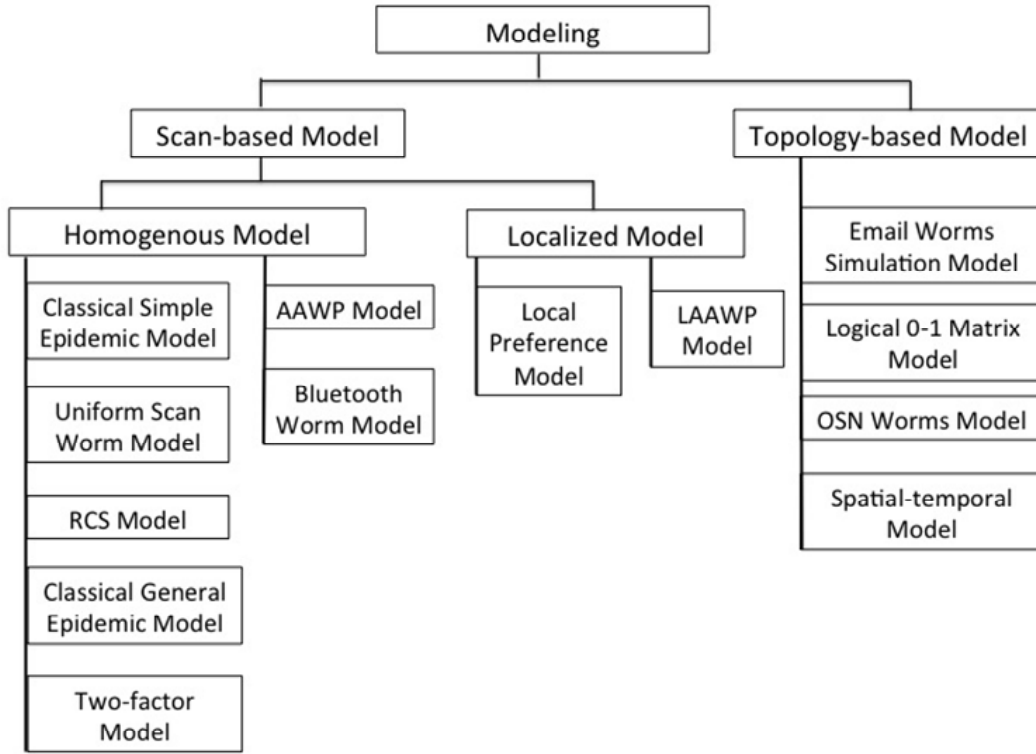 Modeling
Scan-based Model
Topology-based Model
Homogenous Model
Localized Model
Classical Simple
Epidemic Model
Uniform Scan
Worm Model
RCS Model
Classical General
Epidemic Model
Two-factor
Model
AAWP Model
Bluetooth
Worm Model
Local
Preference
Model
LAAWP
Model
Email Worms
Simulation Model
Logical 0-1 Matrix
Model
OSN Worms Model
Spatial-temporal
Model